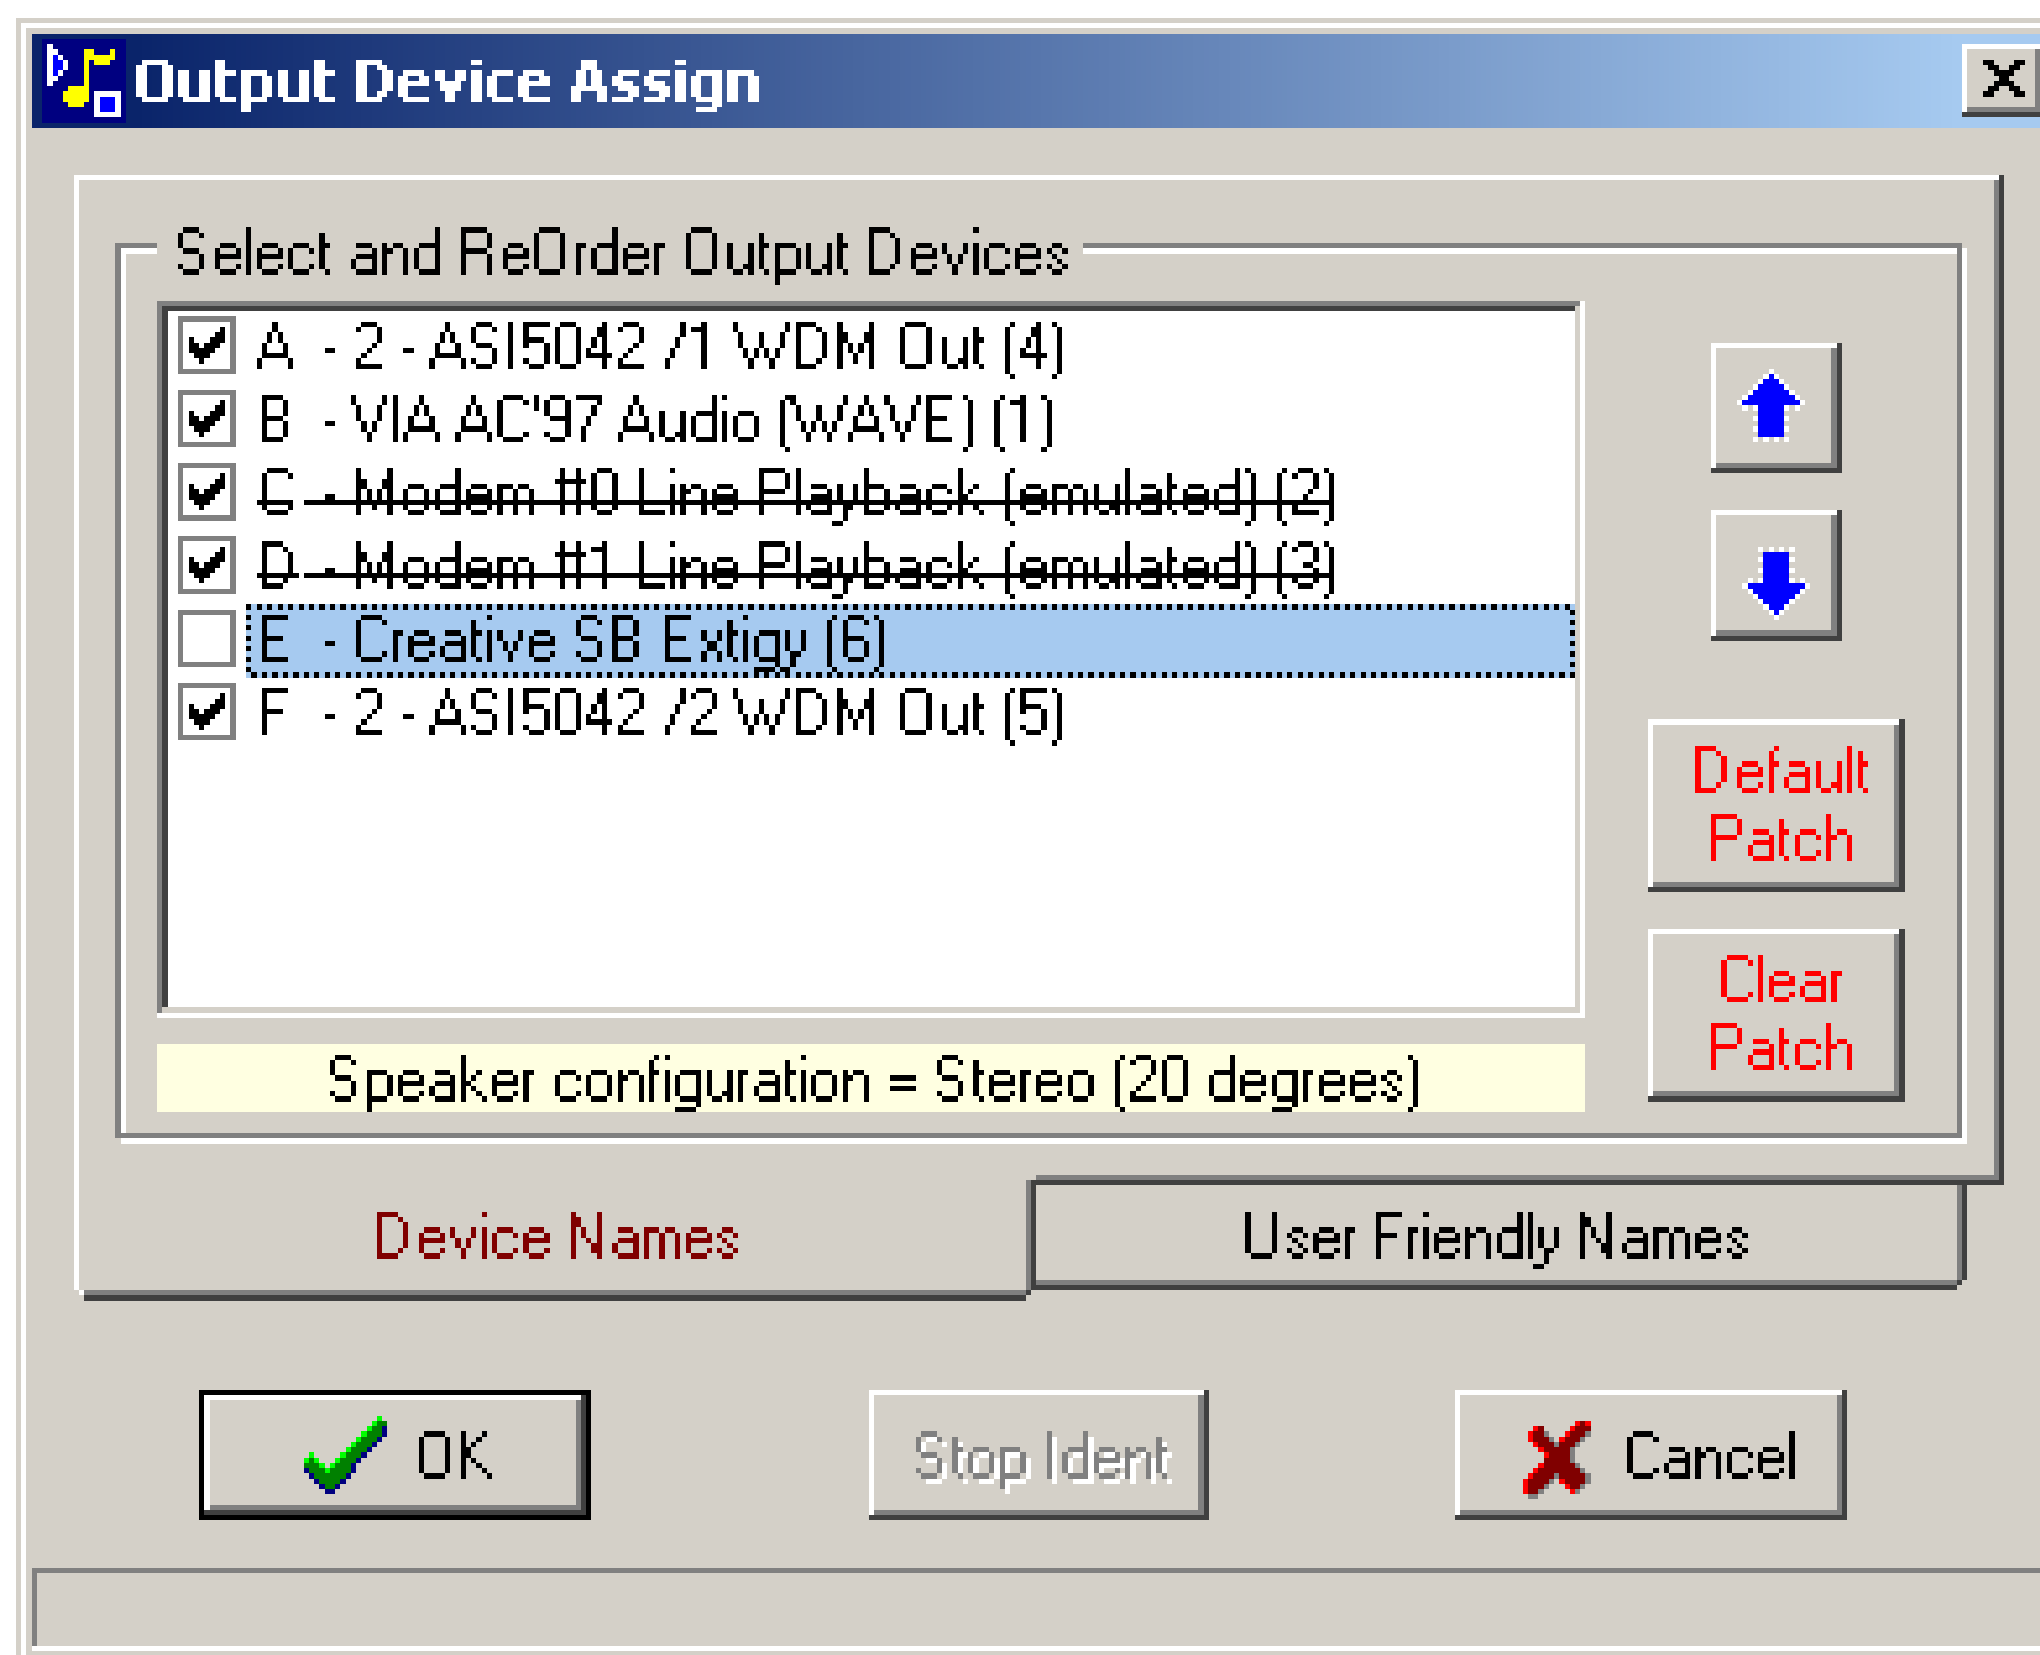 Output Device Assign
Select and ReOrder Output Devices
A - 2 - ASI5042 /1 WDM Out (4)
B - VIA AC'97 Audio (WAVE) (1)
C - Modem #0 Line Playback (emulated) (2)
D - Modem #1 Line Playback (emulated) (3)
E - Creative SB Extigy (6)
F - 2 - ASI5042 /2 WDM Out (5)
Default
Patch
Clear
Patch
Speaker configuration = Stereo (20 degrees)
Device Names
User Friendly Names
OK
Stop Ident
Cancel